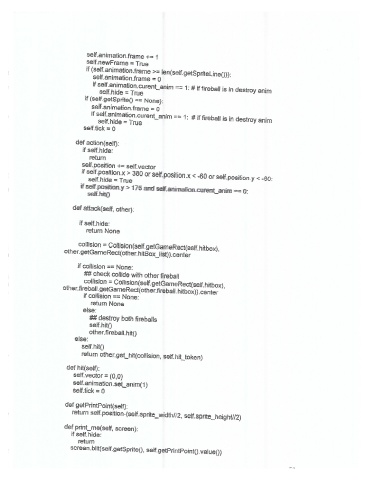 self.animation.frame += 1
self.newFrame = True
if (self.animation.frame >= len(self.getSpriteLine())):
self.animation.frame = 0
if self.animation.curent_anim == 1: # if fireball is in destroy anim
self.hide = True
if (self.getSprite() == None):
self.animation.frame = 0
if self.animation.curent_anim == 1: # if fireball is in destroy anim
self.hide = True
self.tick = 0
def action(self):
if self.hide:
return
self.position += self.vector
if self.position.x > 380 or self.position.x < -60 or self.position.y < -60:
self.hide = True
if self.position.y > 176 and self.animation.curent_anim == 0:
self.hit()
def attack(self, other):
if self.hide:
return None
collision = Collision(self.getGameRect(self.hitbox),
other.getGameRect(other.hitBox_list)).center
if collision == None:
## check collide with other fireball
collision = Collision(self.getGameRect(self.hitbox),
other.fireball.getGameRect(other.fireball.hitbox)).center
if collision == None:
return None
else:
## destroy both fireballs
self.hit()
other.fireball.hit()
else:
self.hit()
return other.get_hit(collision, self.hit_token)
def hit(self):
self.vector = (0,0)
self.animation.set_anim(1)
self.tick = 0
def getPrintPoint(self):
return self.position-(self.sprite_width//2, self.sprite_height//2)
def print_me(self, screen):
if self.hide:
return
screen.blit(self.getSprite(), self.getPrintPoint().value())